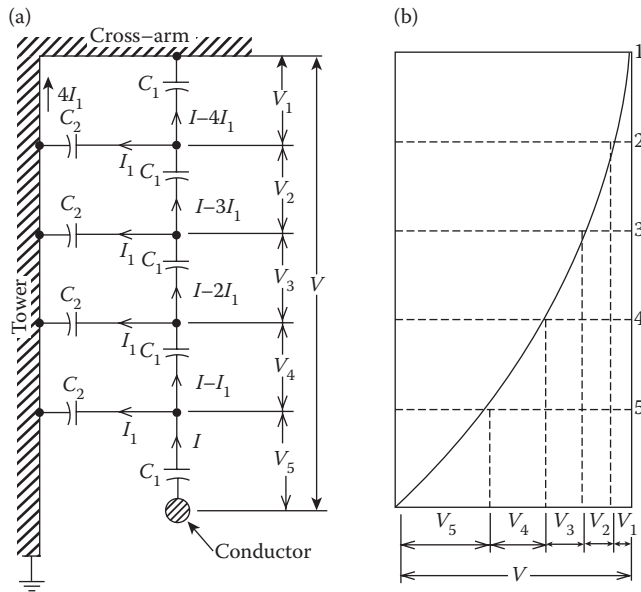 (a)
Cross–arm
C₁
V₁
4I₁
I–4I₁
C₂
I₁
C₁
V₂
I–3I₁
C₂
I₁
C₁
V₃
V
I–2I₁
Tower
C₂
I₁
C₁
V₄
I–I₁
C₂
I₁
I
V₅
C₁
Conductor
(b)
1
2
3
4
5
V₅ V₄ V₃ V₂ V₁
V